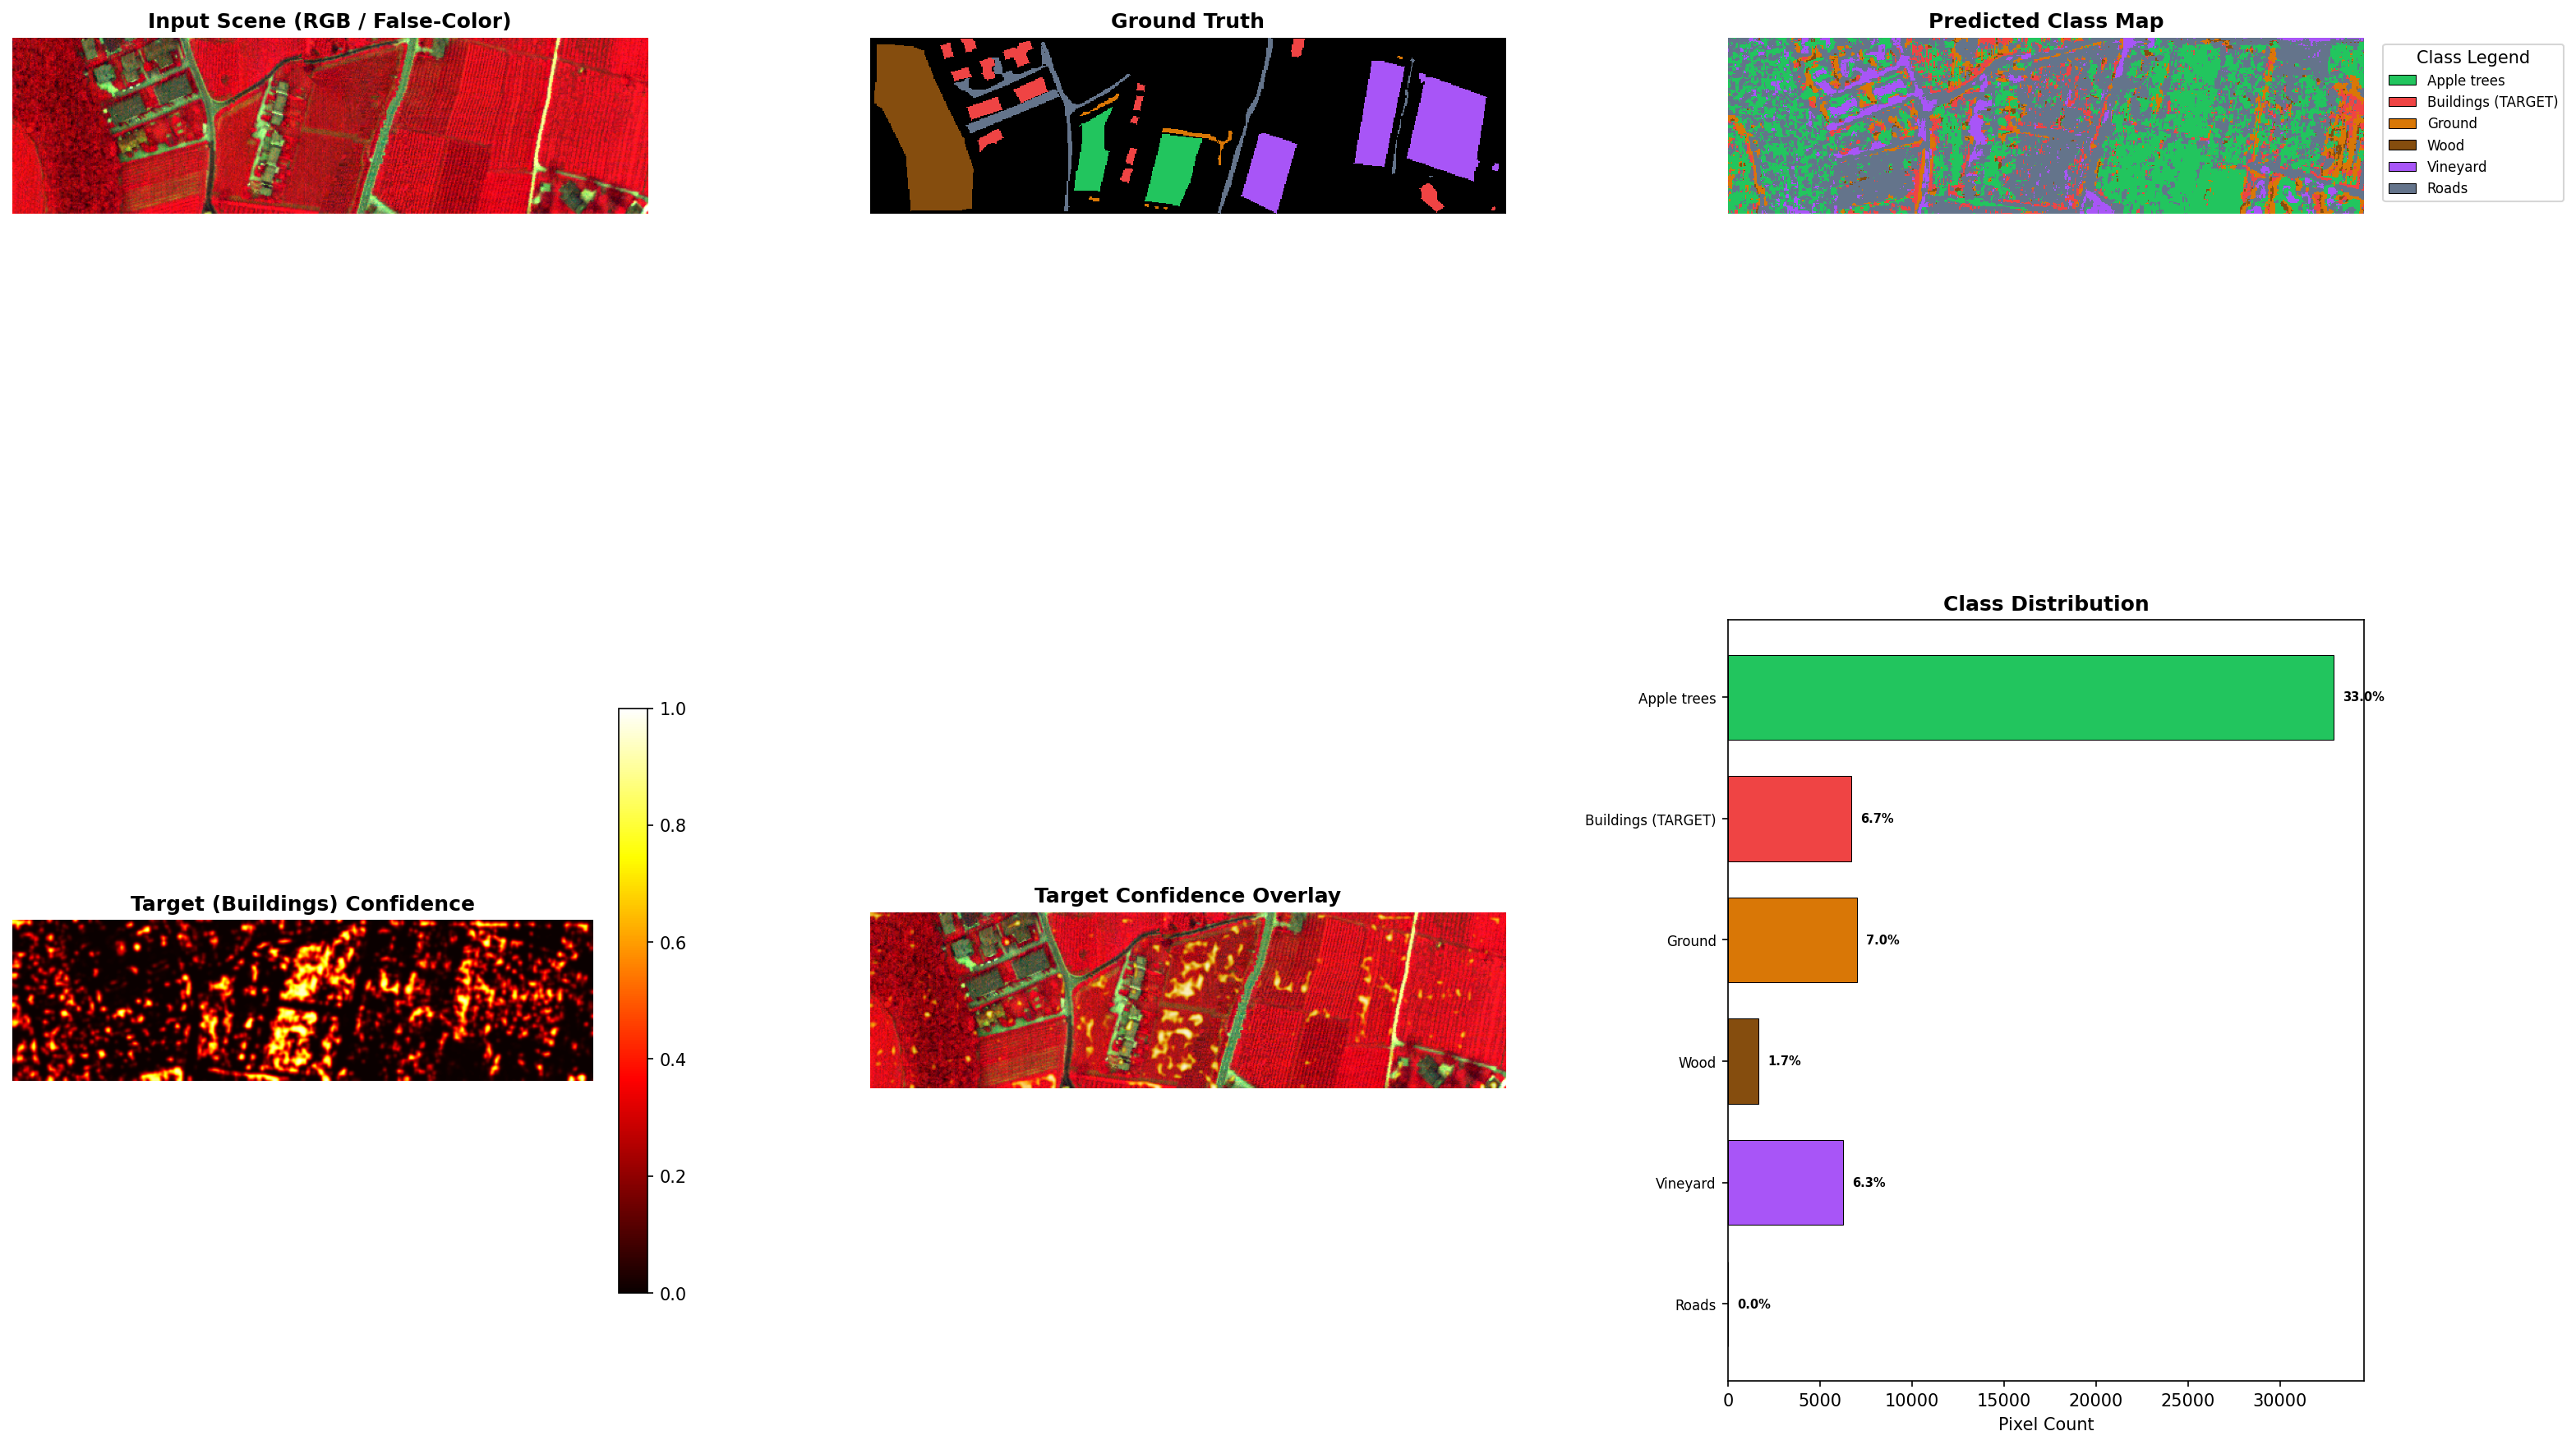 Input Scene (RGB / False-Color)
Ground Truth
Predicted Class Map
Class Legend
Apple trees
Buildings (TARGET)
Ground
Wood
Vineyard
Roads
Target (Buildings) Confidence
1.0
0.8
0.6
0.4
0.2
0.0
Target Confidence Overlay
Class Distribution
Apple trees
33.0%
Buildings (TARGET)
6.7%
Ground
7.0%
Wood
1.7%
Vineyard
6.3%
Roads
0.0%
0 5000 10000 15000 20000 25000 30000
Pixel Count